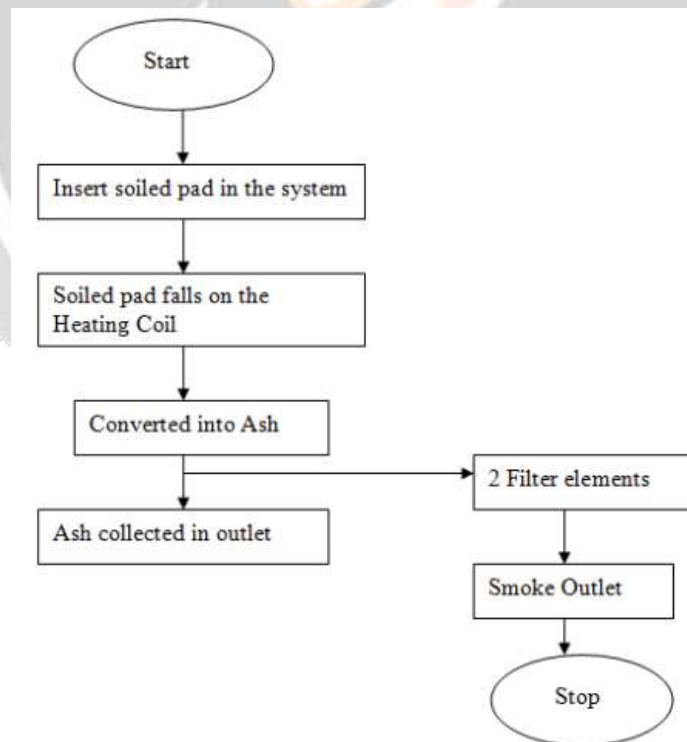 Start
Insert soiled pad in the system
Soiled pad falls on the
Heating Coil
Converted into Ash
2 Filter elements
Ash collected in outlet
Smoke Outlet
Stop